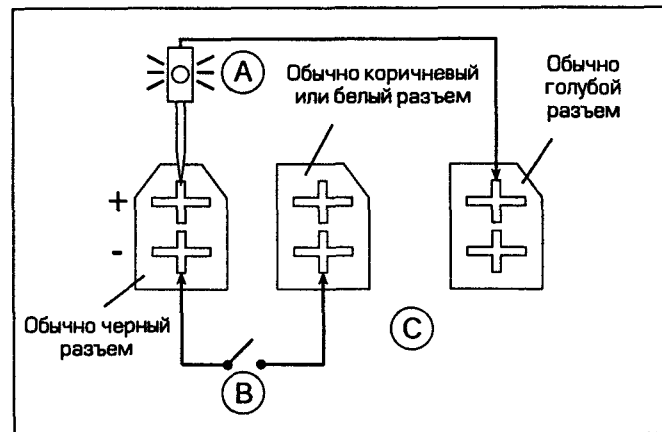 A
Обычно коричневый
или белый разъем
Обычно
голубой
разъем
+
-
Обычно черный
разъем
B
C